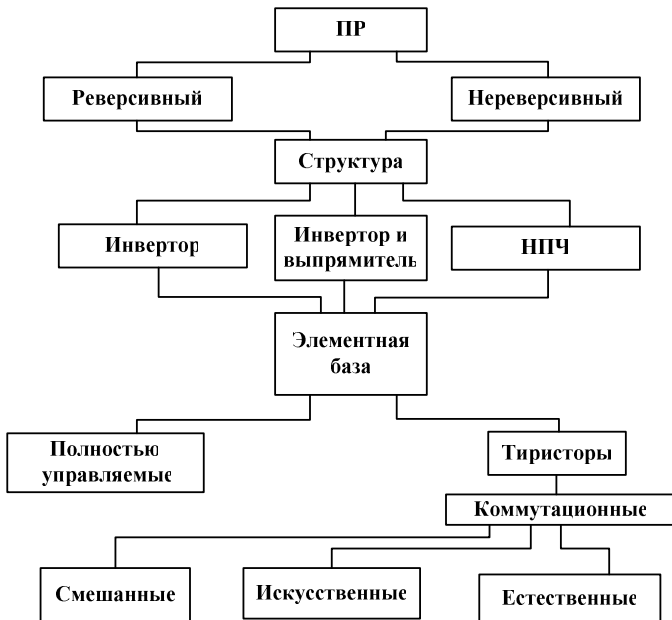 ПР
Реверсивный
Нереверсивный
Структура
Инвертор
Инвертор и
выпрямитель
НПЧ
Элементная
база
Полностью
управляемые
Тиристоры
Коммутационные
Смешанные
Искусственные
Естественные